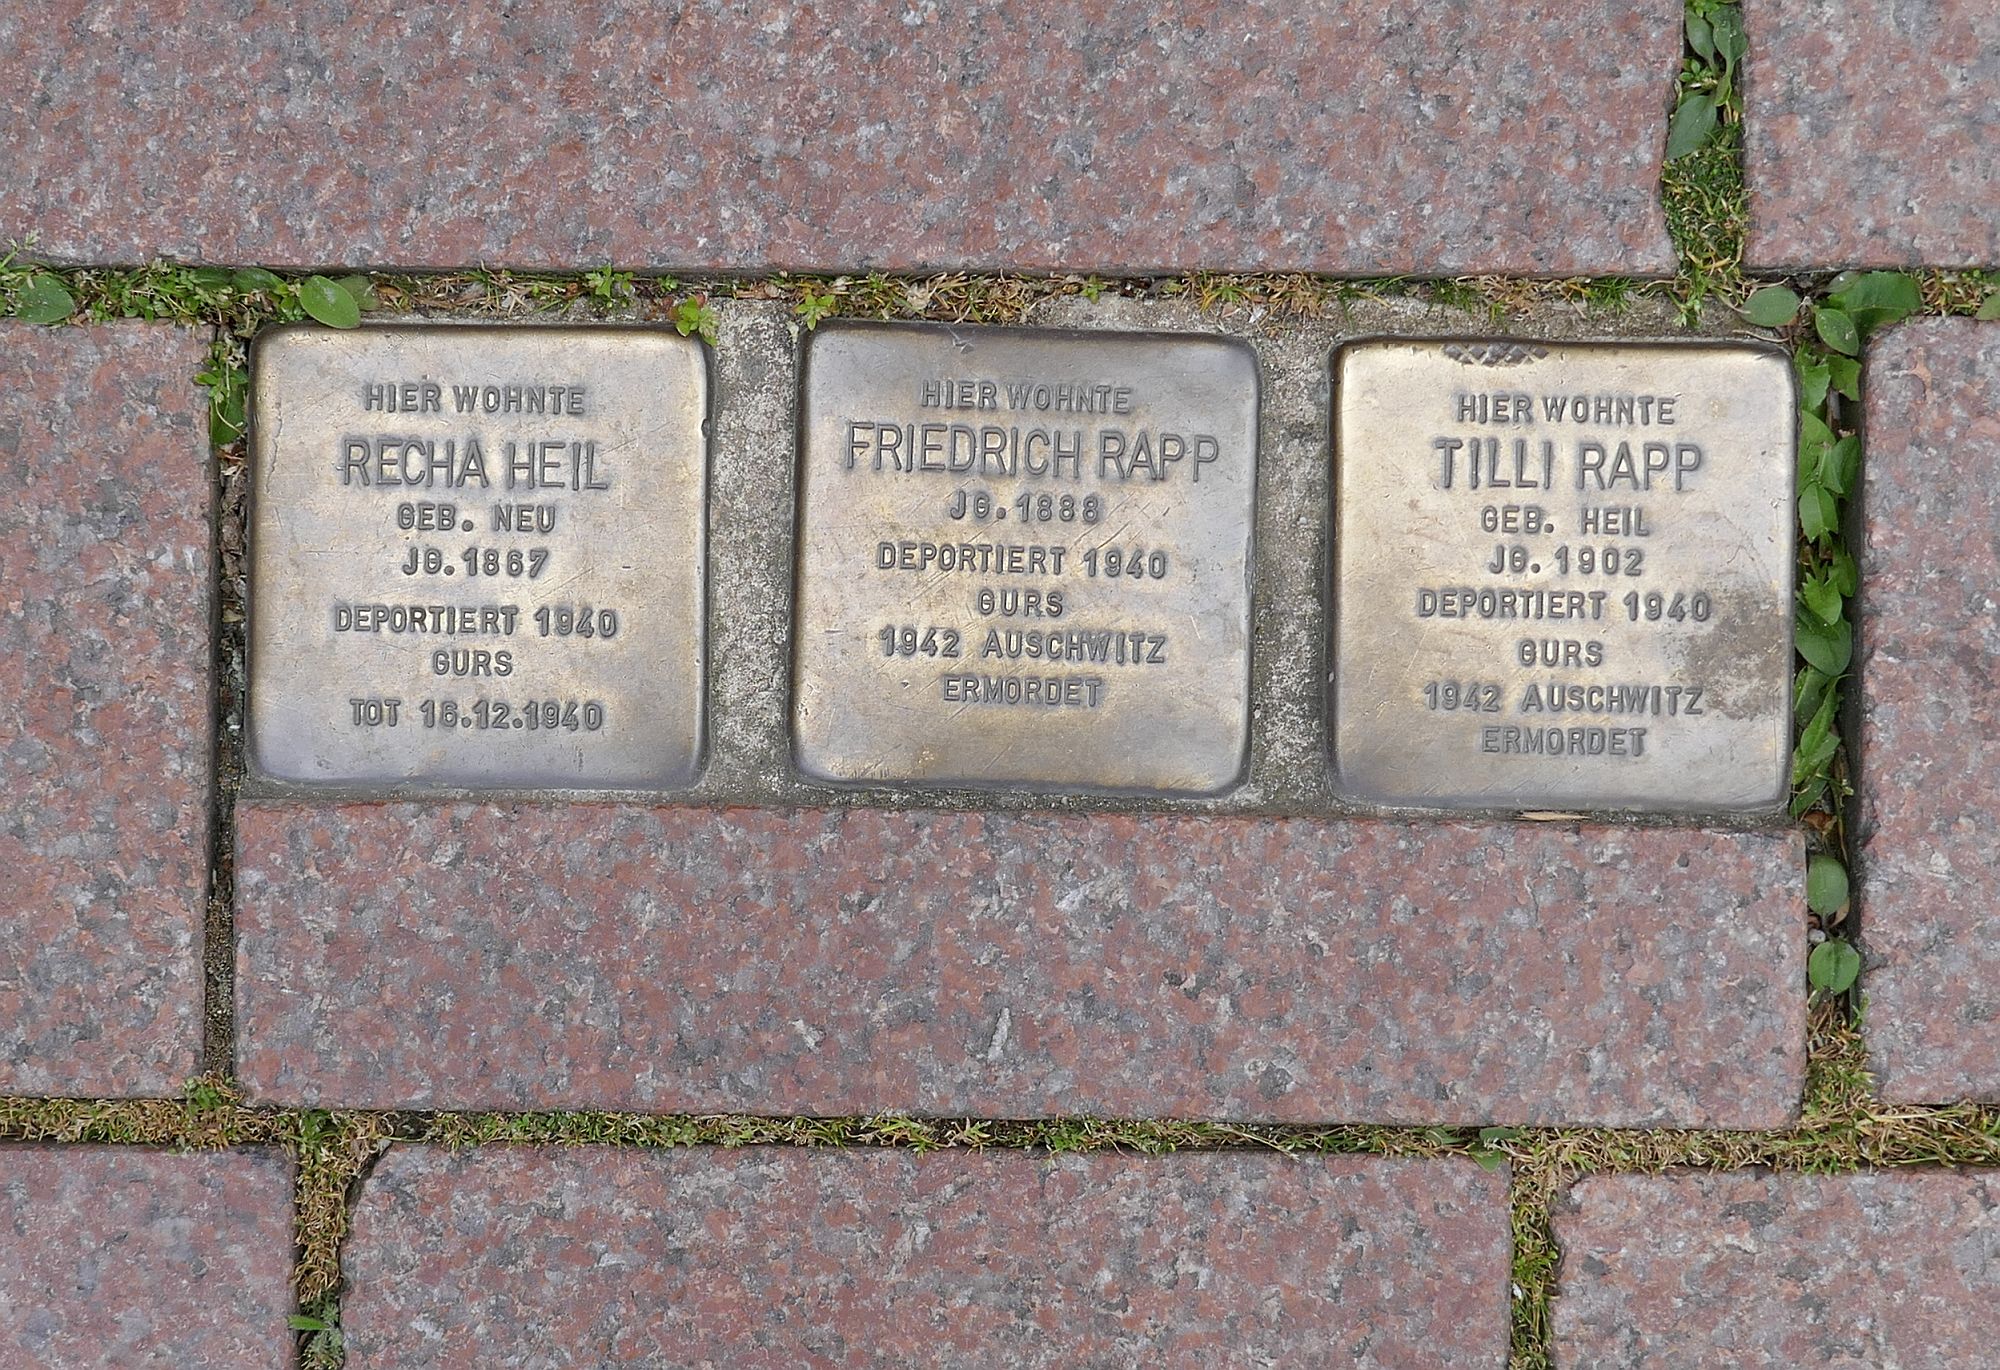 HIER WOHNTE
RECHA HEIL
GEB. NEU
JG. 1867
DEPORTIERT 1940
GURS
TOT 16.12.1940
HIER WOHNTE
FRIEDRICH RAPP
JG. 1888
DEPORTIERT 1940
GURS
1942 AUSCHWITZ
ERMORDET
HIER WOHNTE
TILLI RAPP
GEB. HEIL
JG. 1902
DEPORTIERT 1940
GURS
1942 AUSCHWITZ
ERMORDET